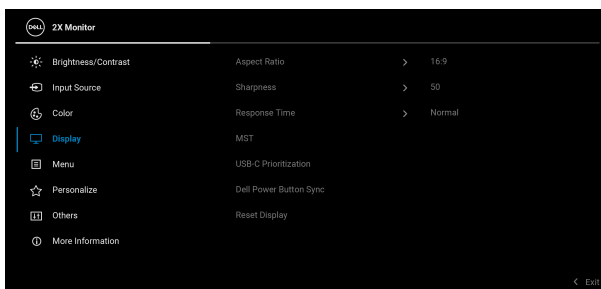 DELL 2X Monitor
Brightness/Contrast Aspect Ratio > 16:9
Input Source Sharpness > 50
Color Response Time > Normal
Display MST
Menu USB-C Prioritization
Personalize Dell Power Button Sync
Others Reset Display
More Information
< Exit